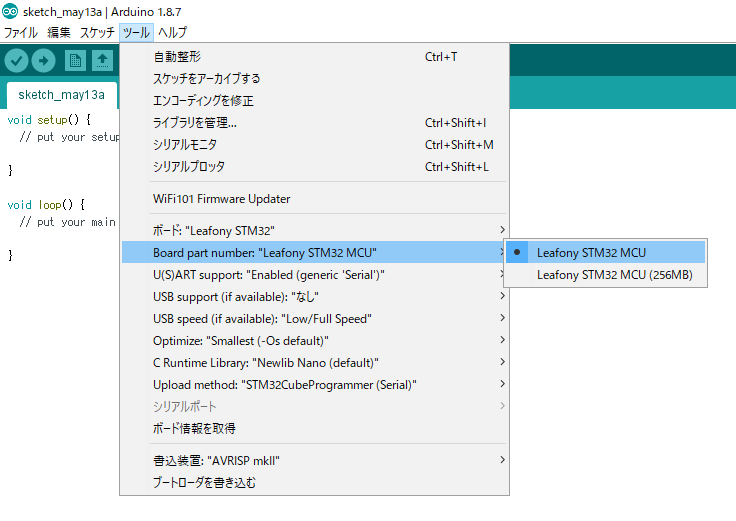 sketch_may13a | Arduino 1.8.7
ファイル 編集 スケッチ ツール ヘルプ
sketch_may13a
void setup() {
// put your setup
}
void loop() {
// put your main
}
自動整形 Ctrl+T
スケッチをアーカイブする
エンコーディングを修正
ライブラリを管理... Ctrl+Shift+I
シリアルモニタ Ctrl+Shift+M
シリアルプロッタ Ctrl+Shift+L
WiFi101 Firmware Updater
ボード: "Leafony STM32"
Board part number: "Leafony STM32 MCU"
U(S)ART support: "Enabled (generic 'Serial')"
USB support (if available): "なし"
USB speed (if available): "Low/Full Speed"
Optimize: "Smallest (-Os default)"
C Runtime Library: "Newlib Nano (default)"
Upload method: "STM32CubeProgrammer (Serial)"
シリアルポート
ボード情報を取得
書込装置: "AVRISP mkII"
ブートローダを書き込む
Leafony STM32 MCU
Leafony STM32 MCU (256MB)